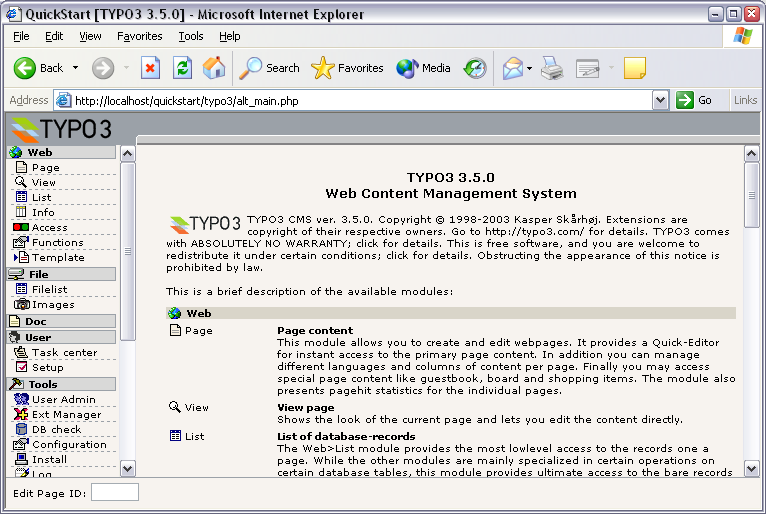 QuickStart [TYPO3 3.5.0] - Microsoft Internet Explorer
File Edit View Favorites Tools Help
Back Search Favorites Media
Address http://localhost/quickstart/typo3/alt_main.php Go Links
TYPO3
Web
Page
View
List
Info
Access
Functions
Template
File
Filelist
Images
Doc
User
Task center
Setup
Tools
User Admin
Ext Manager
DB check
Configuration
Install
Log
Edit Page ID:
TYPO3 3.5.0
Web Content Management System
TYPO3 TYPO3 CMS ver. 3.5.0. Copyright © 1998-2003 Kasper Skårhøj. Extensions are
copyright of their respective owners. Go to http://typo3.com/ for details. TYPO3 comes
with ABSOLUTELY NO WARRANTY; click for details. This is free software, and you are welcome to
redistribute it under certain conditions; click for details. Obstructing the appearance of this notice is
prohibited by law.
This is a brief description of the available modules:
Web
Page Page content
This module allows you to create and edit webpages. It provides a Quick-Editor
for instant access to the primary page content. In addition you can manage
different languages and columns of content per page. Finally you may access
special page content like guestbook, board and shopping items. The module also
presents pagehit statistics for the individual pages.
View View page
Shows the look of the current page and lets you edit the content directly.
List List of database-records
The Web>List module provides the most lowlevel access to the records one a
page. While the other modules are mainly specialized in certain operations on
certain database tables, this module provides ultimate access to the bare records